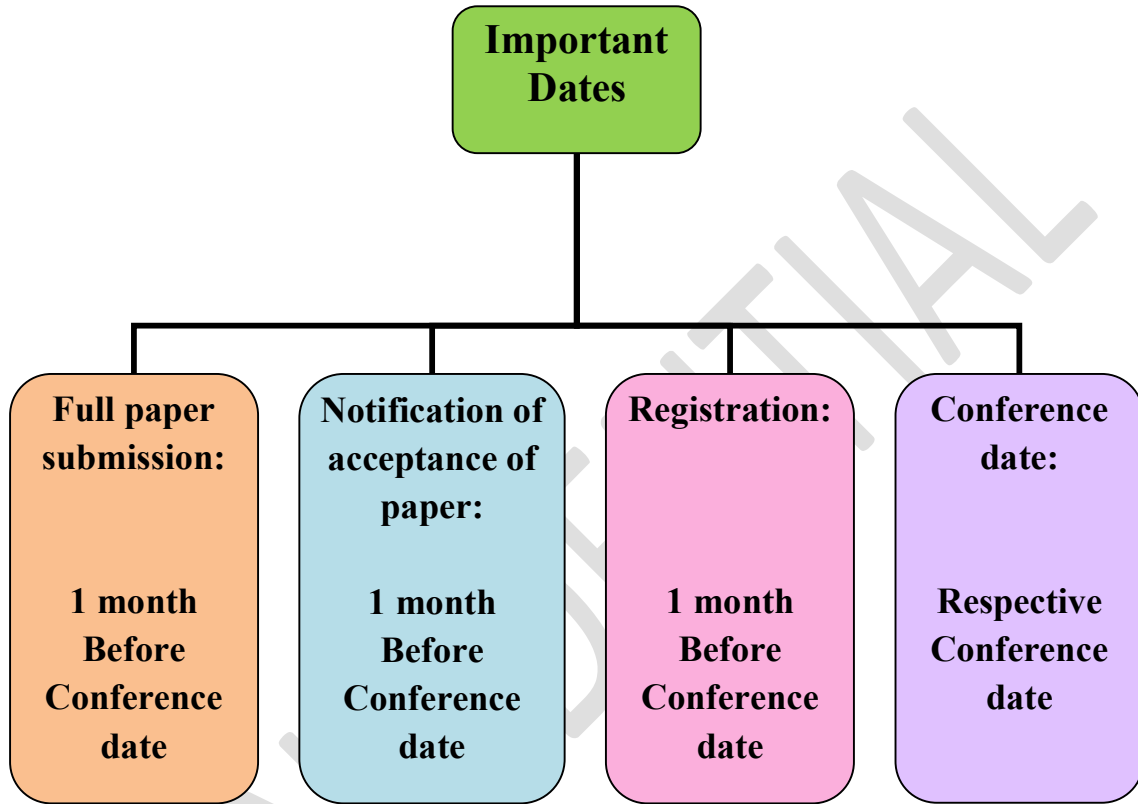 Important
Dates
Full paper
submission:
1 month
Before
Conference
date
Notification of
acceptance of
paper:
1 month
Before
Conference
date
Registration:
1 month
Before
Conference
date
Conference
date:
Respective
Conference
date